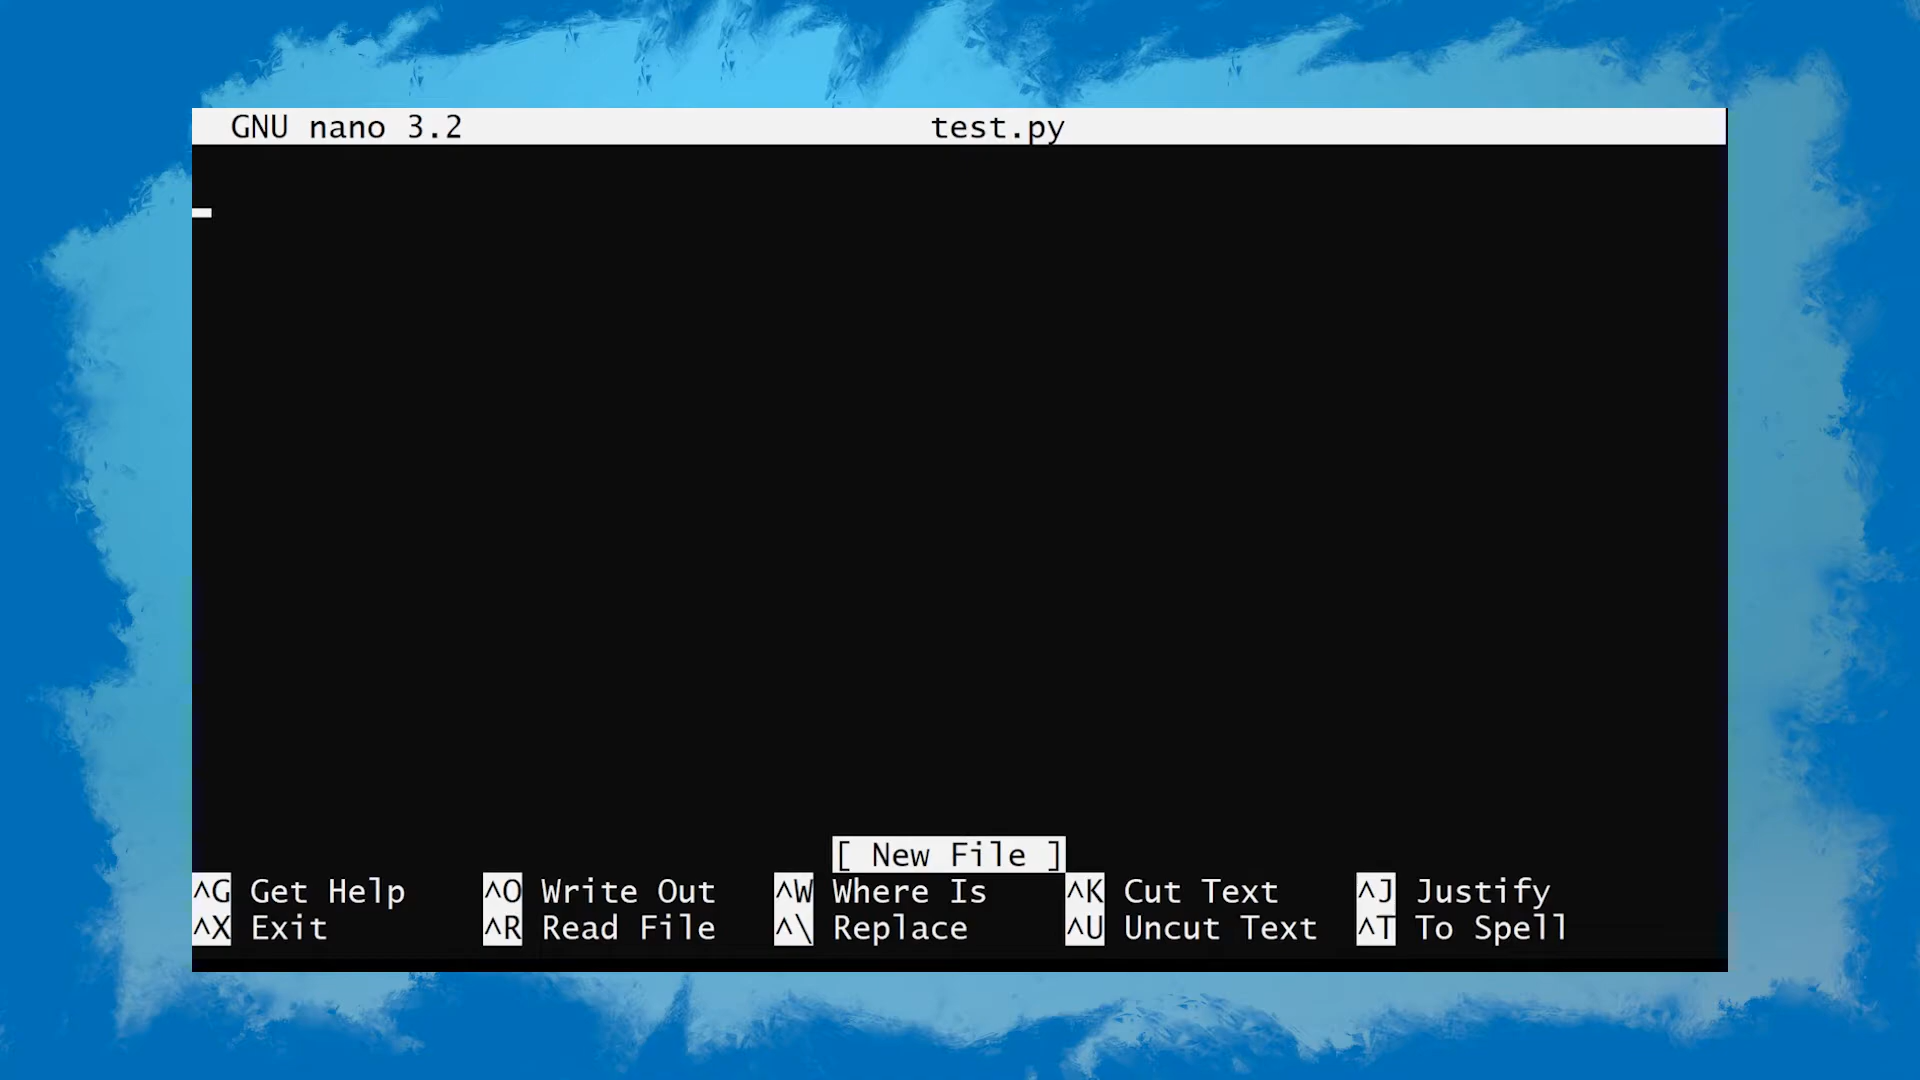 GNU nano 3.2 test.py
[ New File ]
^G Get Help ^O Write Out ^W Where Is ^K Cut Text ^J Justify
^X Exit ^R Read File ^\ Replace ^U Uncut Text ^T To Spell